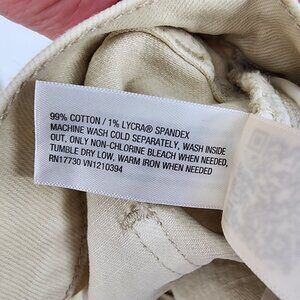 99% COTTON / 1% LYCRA® SPANDEX
MACHINE WASH COLD SEPARATELY, WASH INSIDE
OUT, ONLY NON-CHLORINE BLEACH WHEN NEEDED,
TUMBLE DRY LOW, WARM IRON WHEN NEEDED
RN17730 VN1210394